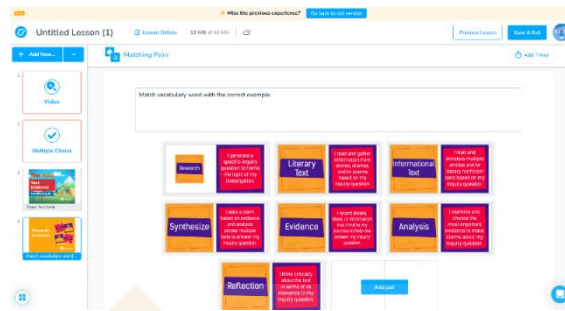 Miss the previous experience? Go back to old version
Untitled Lesson (1)
Lesson Details
Preview Lesson
Save & Exit
+ Add New...
Matching Pairs
Add Timer
Video
Multiple Choice
Match vocabulary word...
Match vocabulary word with the correct example.
Research
I generate a
specific inquiry
question to frame
the topic of my
investigation.
Literary
Text
I read and gather
information from
stories, dramas,
and/or poems
based on my
inquiry question.
Informational
Text
I read and
annotate multiple
articles and/or
literary nonfiction
texts based on my
inquiry question.
Synthesize
I make a claim
based on evidence
and analysis
across multiple
texts to answer my
inquiry question.
Evidence
I record details,
ideas, or information
that I find in my
sources to help me
answer my inquiry
question.
Analysis
I examine and
choose the
most important
evidence to make
claims about my
inquiry question.
Reflection
I think critically
about the text
in terms of its
relevance to my
inquiry question.
Add pair